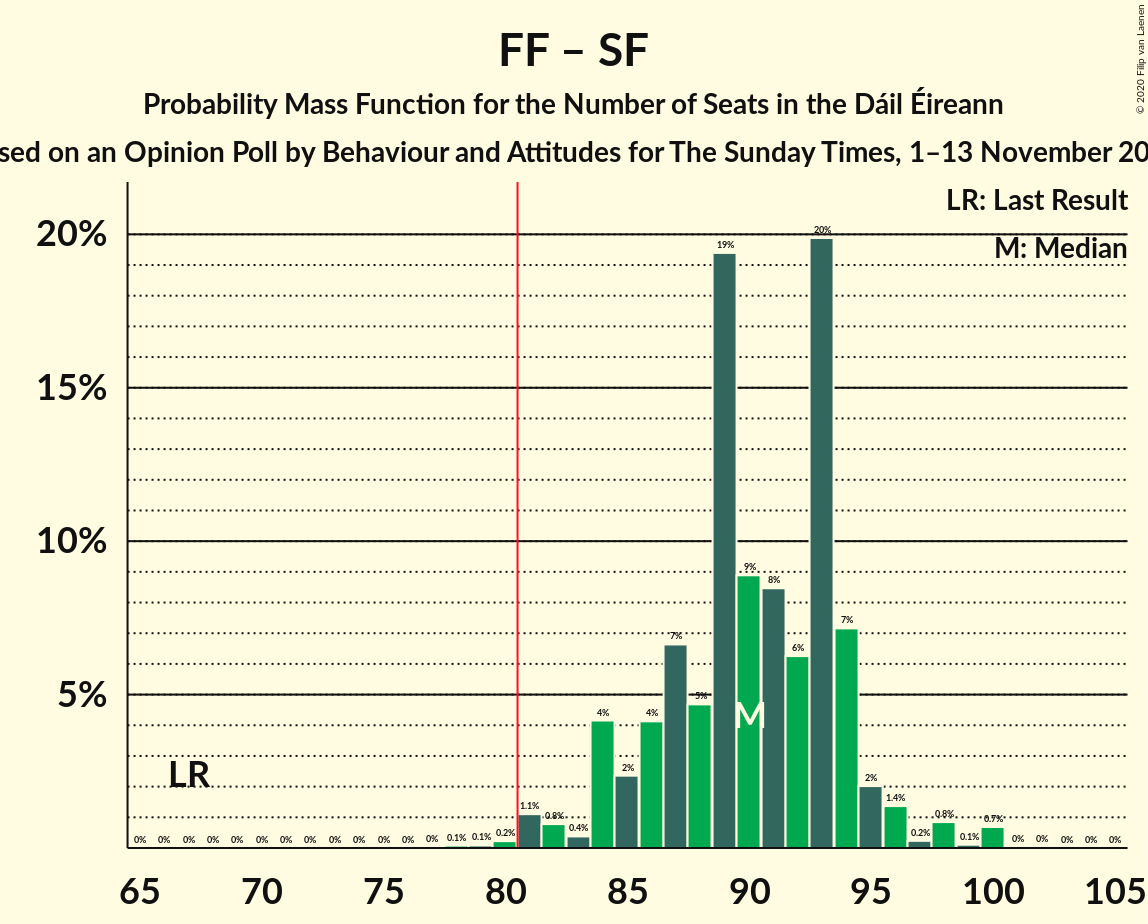 FF – SF
Probability Mass Function for the Number of Seats in the Dáil Éireann
sed on an Opinion Poll by Behaviour and Attitudes for The Sunday Times, 1–13 November 20
© 2020 Filip van Laenen
LR: Last Result
M: Median
20%
15%
10%
5%
LR
M
0% 0% 0% 0% 0% 0% 0% 0% 0% 0% 0% 0% 0% 0.1% 0.1% 0.2% 1.1% 0.8% 0.4% 4% 2% 4% 7% 5% 19% 9% 8% 6% 20% 7% 2% 1.4% 0.2% 0.8% 0.1% 0.7% 0% 0% 0% 0% 0%
65 70 75 80 85 90 95 100 105